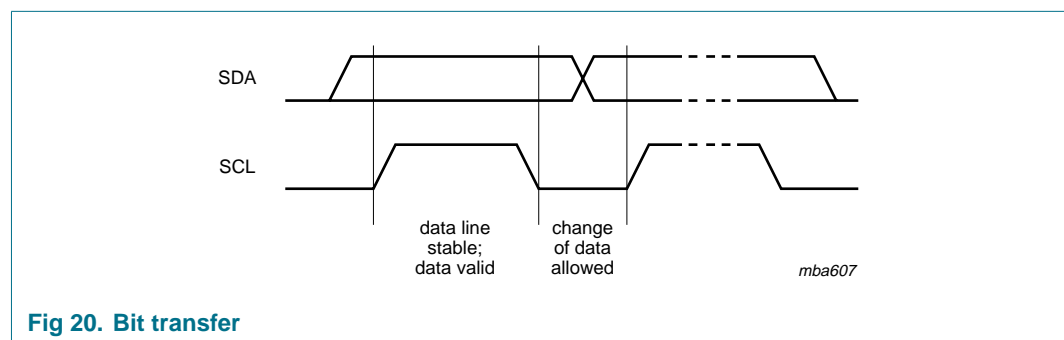 SDA
SCL
data line
stable;
data valid
change
of data
allowed
mba607
Fig 20. Bit transfer